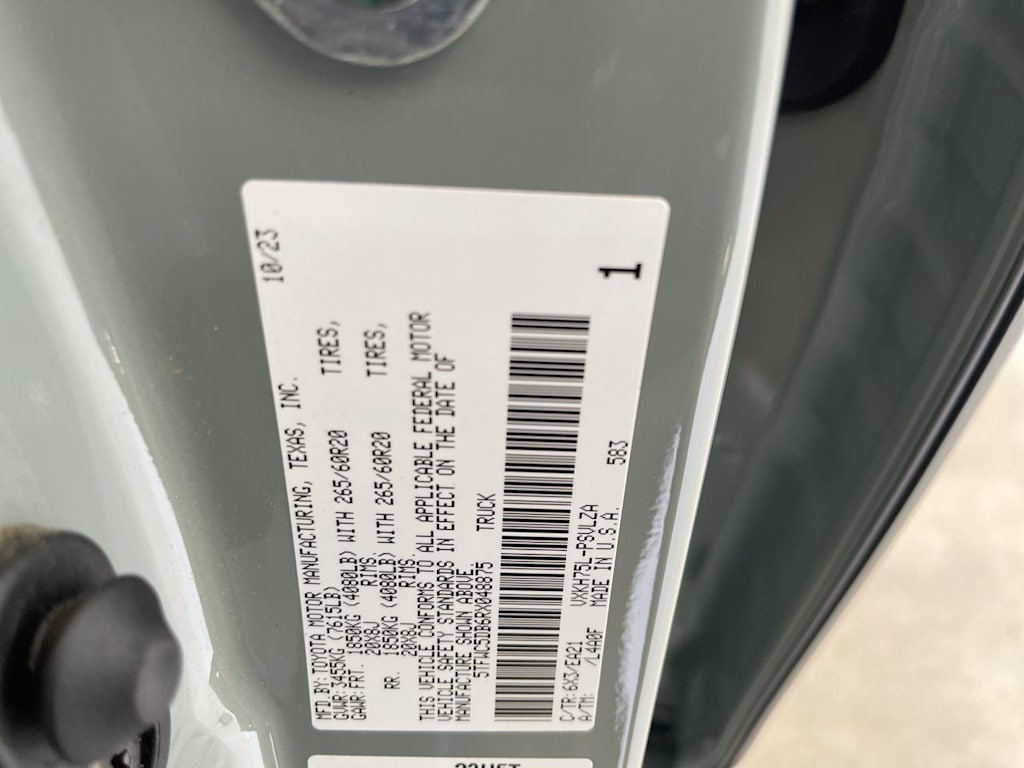 MFD BY: TOYOTA MOTOR MANUFACTURING, TEXAS, INC. 10/23
GVWR: 3455KG (7615LB)
GAWR: FRT. 1850KG (4080LB) WITH 265/60R20 TIRES,
20X8J RIMS.
RR. 1850KG (4080LB) WITH 265/60R20 TIRES,
20X8J RIMS.
THIS VEHICLE CONFORMS TO ALL APPLICABLE FEDERAL MOTOR
VEHICLE SAFETY STANDARDS IN EFFECT ON THE DATE OF
MANUFACTURE SHOWN ABOVE.
5TFWC5DB6RX048875 TRUCK
1
C/TR: 6X3/EA21 VXKH75L-PSVLZA 583
A/TM: /L4A0F MADE IN U.S.A.